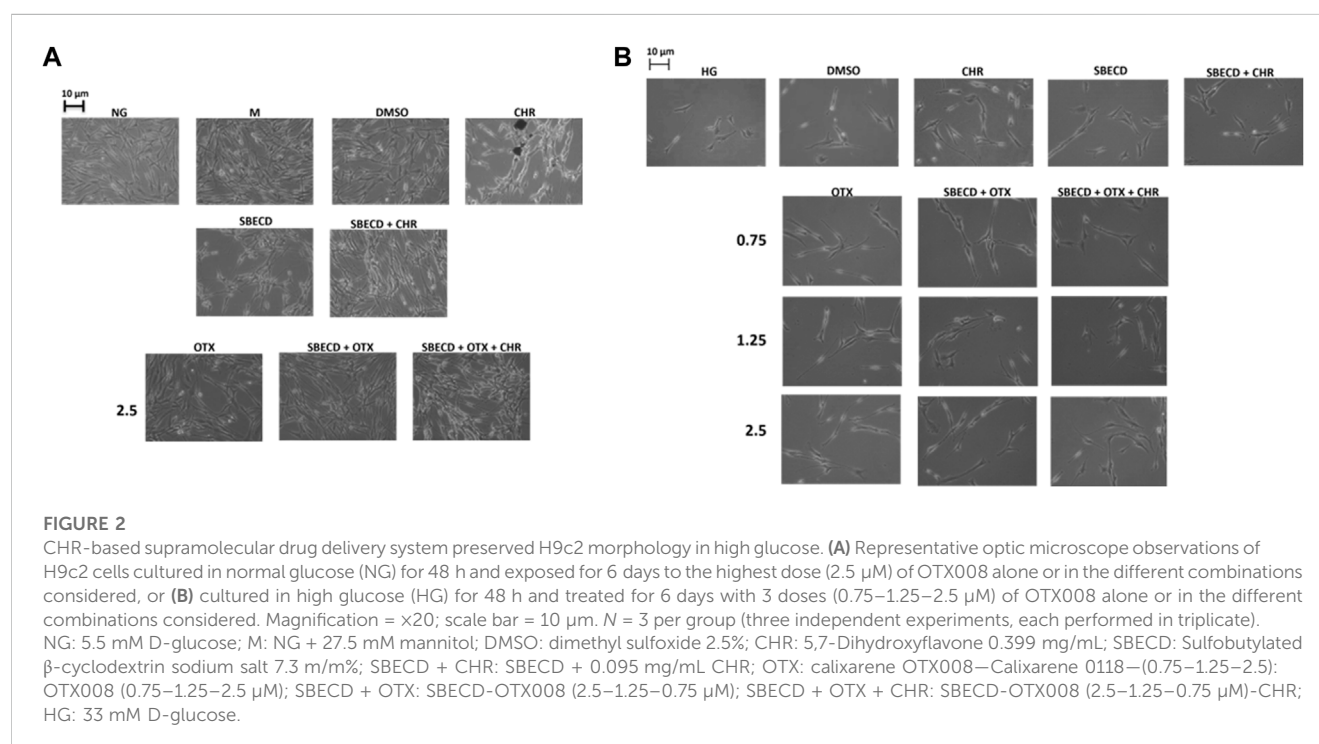 A
10 µm
NG
M
DMSO
CHR
SBECD
SBECD + CHR
OTX
SBECD + OTX
SBECD + OTX + CHR
2.5
B
10 µm
HG
DMSO
CHR
SBECD
SBECD + CHR
OTX
SBECD + OTX
SBECD + OTX + CHR
0.75
1.25
2.5
FIGURE 2
CHR-based supramolecular drug delivery system preserved H9c2 morphology in high glucose. (A) Representative optic microscope observations of
H9c2 cells cultured in normal glucose (NG) for 48 h and exposed for 6 days to the highest dose (2.5 µM) of OTX008 alone or in the different combinations
considered, or (B) cultured in high glucose (HG) for 48 h and treated for 6 days with 3 doses (0.75–1.25–2.5 µM) of OTX008 alone or in the different
combinations considered. Magnification = ×20; scale bar = 10 µm. N = 3 per group (three independent experiments, each performed in triplicate).
NG: 5.5 mM D-glucose; M: NG + 27.5 mM mannitol; DMSO: dimethyl sulfoxide 2.5%; CHR: 5,7-Dihydroxyflavone 0.399 mg/mL; SBECD: Sulfobutylated
β-cyclodextrin sodium salt 7.3 m/m%; SBECD + CHR: SBECD + 0.095 mg/mL CHR; OTX: calixarene OTX008—Calixarene 0118—(0.75–1.25–2.5):
OTX008 (0.75–1.25–2.5 µM); SBECD + OTX: SBECD-OTX008 (2.5–1.25–0.75 µM); SBECD + OTX + CHR: SBECD-OTX008 (2.5–1.25–0.75 µM)-CHR;
HG: 33 mM D-glucose.